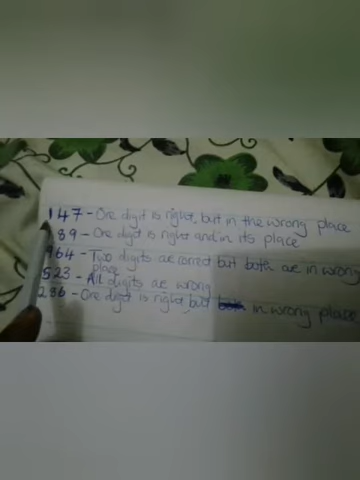 147 - One digit is right, but in the wrong place
89 - One digit is right and in its place
964 - Two digits are correct but both are in wrong
place
523 - All digits are wrong
286 - One digit is right, but in wrong place